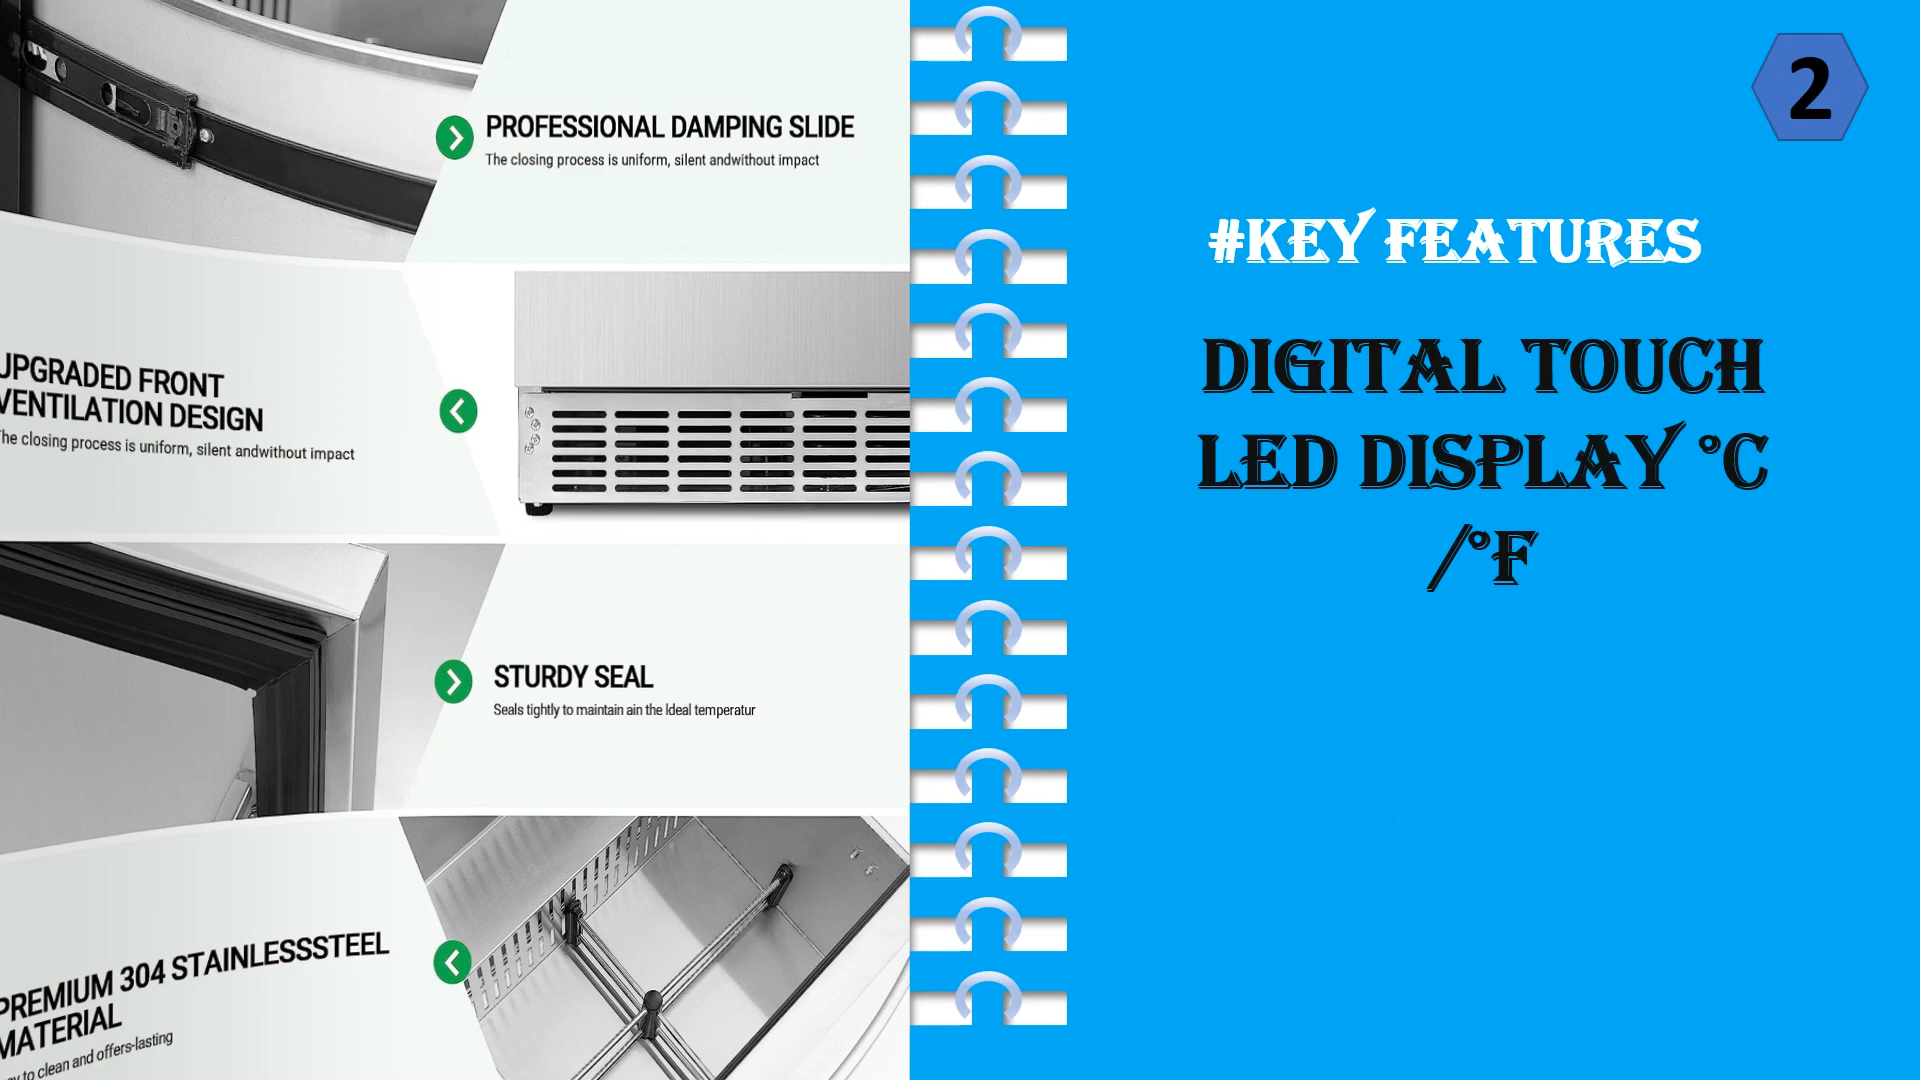 PROFESSIONAL DAMPING SLIDE
The closing process is uniform, silent andwithout impact
UPGRADED FRONT
VENTILATION DESIGN
The closing process is uniform, silent andwithout impact
STURDY SEAL
Seals tightly to maintain ain the ldeal temperatur
PREMIUM 304 STAINLESSSTEEL
MATERIAL
to clean and offers-lasting
2
#KEY FEATURES
DIGITAL TOUCH
LED DISPLAY °C
/°F